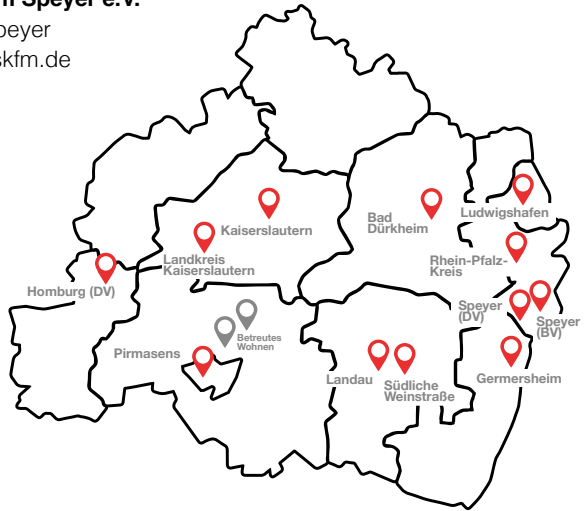 Speyer e.V.
peyer
skfm.de
Kaiserslautern
Bad
Dürkheim
Ludwigshafen
Landkreis
Kaiserslautern
Rhein-Pfalz-
Kreis
Homburg (DV)
Speyer
(DV)
Speyer
(BV)
Betreutes
Wohnen
Pirmasens
Landau
Südliche
Weinstraße
Germersheim